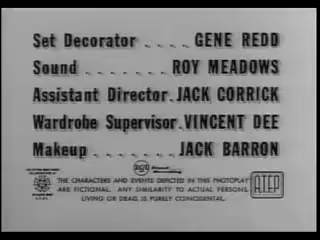 Set Decorator . . . . GENE REDD
Sound . . . . . . . ROY MEADOWS
Assistant Director . JACK CORRICK
Wardrobe Supervisor . VINCENT DEE
Makeup . . . . . . . JACK BARRON
RCA
THE CHARACTERS AND EVENTS DEPICTED IN THIS PHOTOPLAY
ARE FICTIONAL. ANY SIMILARITY TO ACTUAL PERSONS,
LIVING OR DEAD, IS PURELY COINCIDENTAL.
ATFP